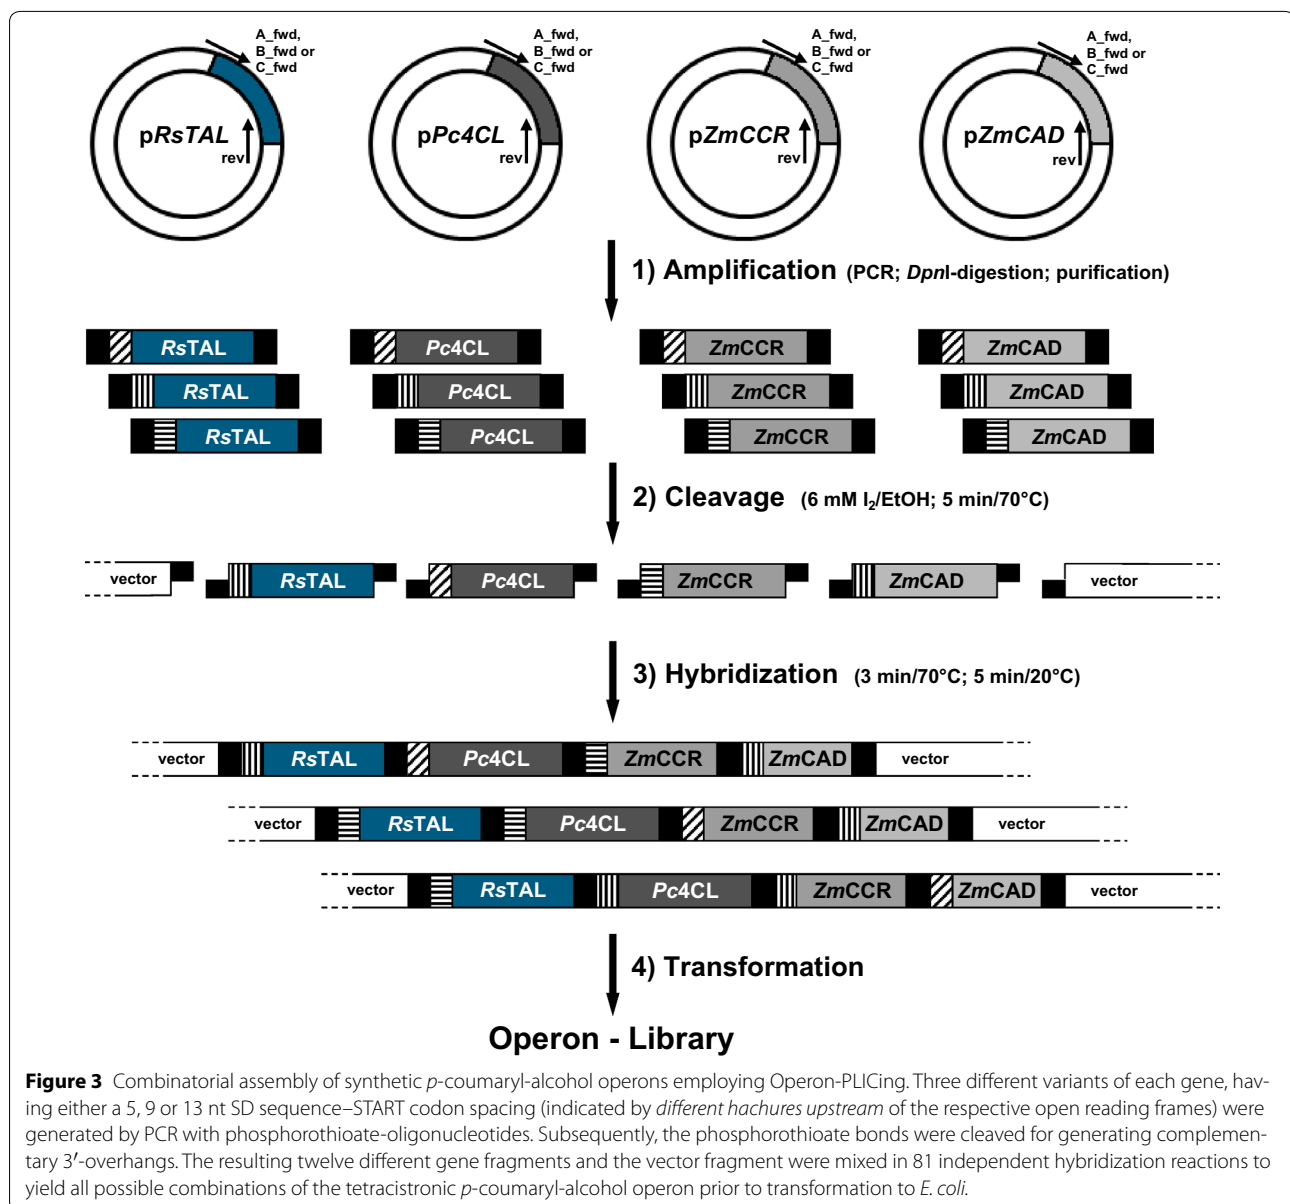 A_fwd,
B_fwd or
C_fwd
A_fwd,
B_fwd or
C_fwd
A_fwd,
B_fwd or
C_fwd
A_fwd,
B_fwd or
C_fwd
pRsTAL
rev
pPc4CL
rev
pZmCCR
rev
pZmCAD
rev
1) Amplification (PCR; DpnI-digestion; purification)
RsTAL Pc4CL ZmCCR ZmCAD
RsTAL Pc4CL ZmCCR ZmCAD
RsTAL Pc4CL ZmCCR ZmCAD
2) Cleavage (6 mM I₂/EtOH; 5 min/70°C)
vector RsTAL Pc4CL ZmCCR ZmCAD vector
3) Hybridization (3 min/70°C; 5 min/20°C)
vector RsTAL Pc4CL ZmCCR ZmCAD vector
vector RsTAL Pc4CL ZmCCR ZmCAD vector
vector RsTAL Pc4CL ZmCCR ZmCAD vector
4) Transformation
Operon - Library
Figure 3 Combinatorial assembly of synthetic p-coumaryl-alcohol operons employing Operon-PLICing. Three different variants of each gene, hav-
ing either a 5, 9 or 13 nt SD sequence–START codon spacing (indicated by different hachures upstream of the respective open reading frames) were
generated by PCR with phosphorothioate-oligonucleotides. Subsequently, the phosphorothioate bonds were cleaved for generating complemen-
tary 3′-overhangs. The resulting twelve different gene fragments and the vector fragment were mixed in 81 independent hybridization reactions to
yield all possible combinations of the tetracistronic p-coumaryl-alcohol operon prior to transformation to E. coli.